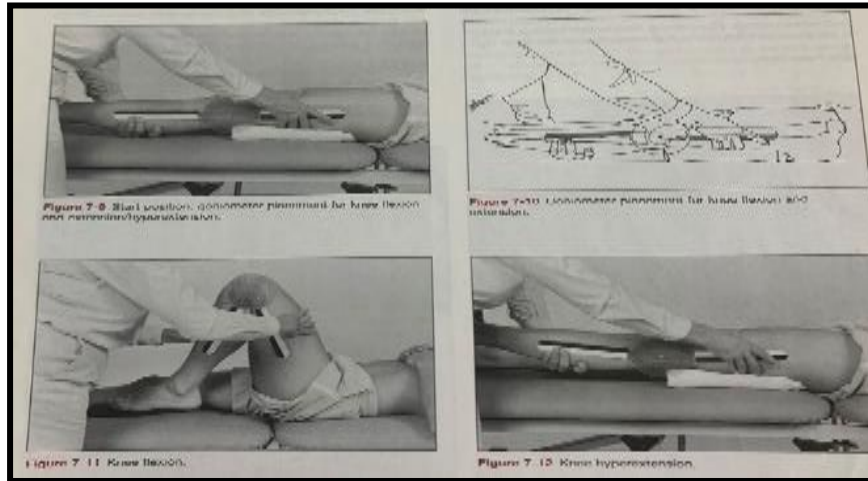 Figure 7-9 Start position: goniometer placement for knee flexion
and extension/hyperextension.
Figure 7-10 Goniometer placement for knee flexion and
extension.
Figure 7-11 Knee flexion.
Figure 7-12 Knee hyperextension.